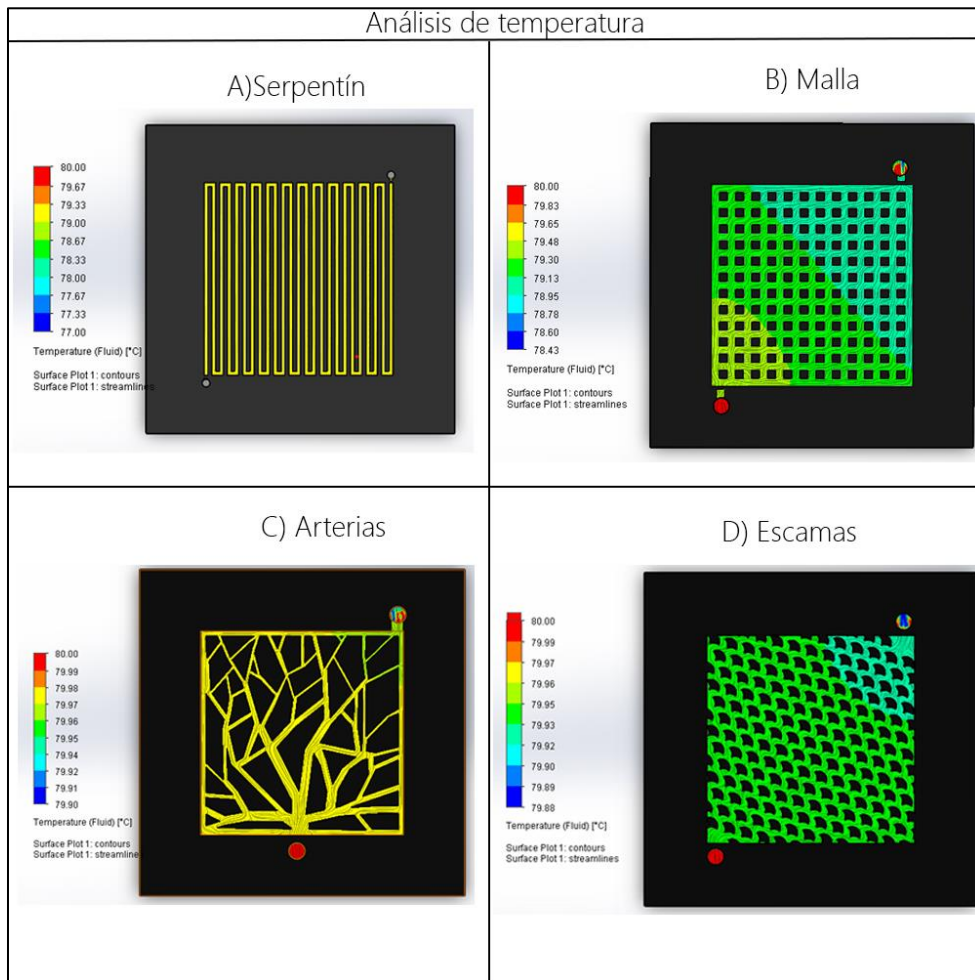 Análisis de temperatura
A)Serpentín
80.00
79.67
79.33
79.00
78.67
78.33
78.00
77.67
77.33
77.00
Temperature (Fluid) [°C]
Surface Plot 1: contours
Surface Plot 1: streamlines
B) Malla
80.00
79.83
79.65
79.48
79.30
79.13
78.95
78.78
78.60
78.43
Temperature (Fluid) [°C]
Surface Plot 1: contours
Surface Plot 1: streamlines
C) Arterias
80.00
79.99
79.98
79.97
79.96
79.95
79.94
79.92
79.91
79.90
Temperature (Fluid) [°C]
Surface Plot 1: contours
Surface Plot 1: streamlines
D) Escamas
80.00
79.99
79.97
79.96
79.95
79.93
79.92
79.90
79.89
79.88
Temperature (Fluid) [°C]
Surface Plot 1: contours
Surface Plot 1: streamlines